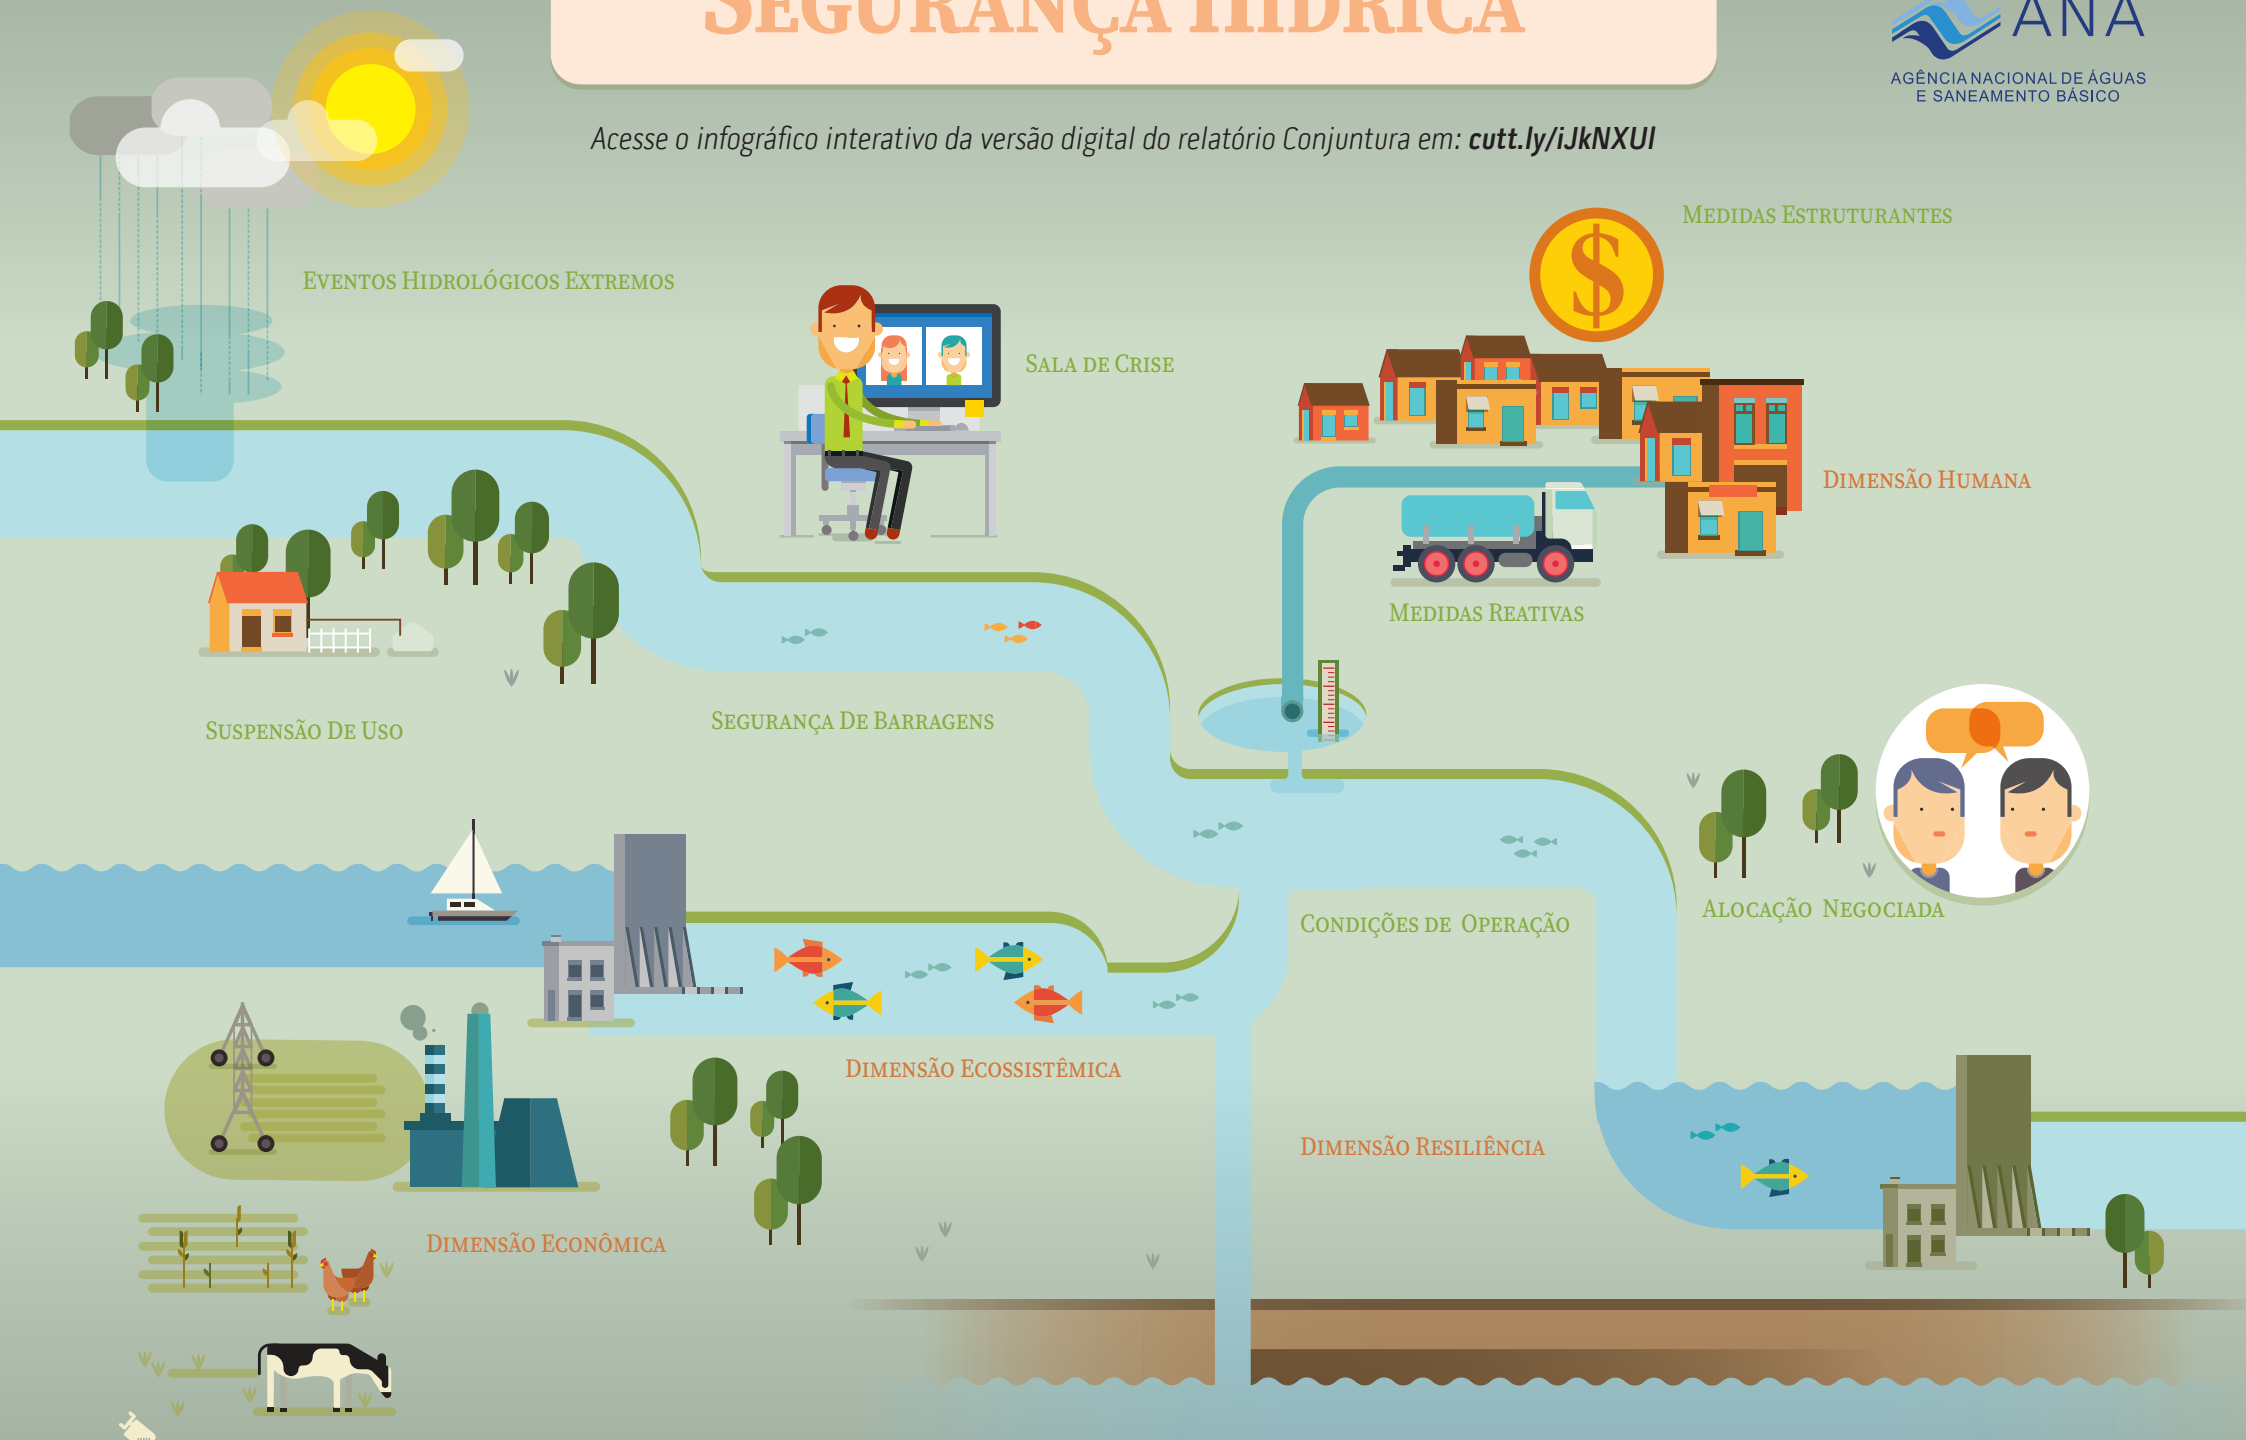 SEGURANÇA HÍDRICA
ANA
AGÊNCIA NACIONAL DE ÁGUAS
E SANEAMENTO BÁSICO
Acesse o infográfico interativo da versão digital do relatório Conjuntura em: cutt.ly/iJkNXUl
MEDIDAS ESTRUTURANTES
$
EVENTOS HIDROLÓGICOS EXTREMOS
SALA DE CRISE
DIMENSÃO HUMANA
MEDIDAS REATIVAS
SUSPENSÃO DE USO
SEGURANÇA DE BARRAGENS
ALOCAÇÃO NEGOCIADA
CONDIÇÕES DE OPERAÇÃO
DIMENSÃO ECOSSISTÊMICA
DIMENSÃO RESILIÊNCIA
DIMENSÃO ECONÔMICA